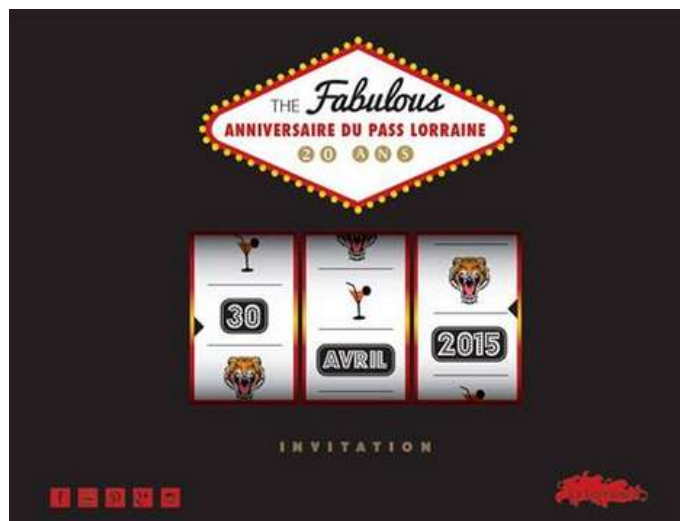 THE Fabulous
ANNIVERSAIRE DU PASS LORRAINE
20 ANS
30
AVRIL
2015
INVITATION